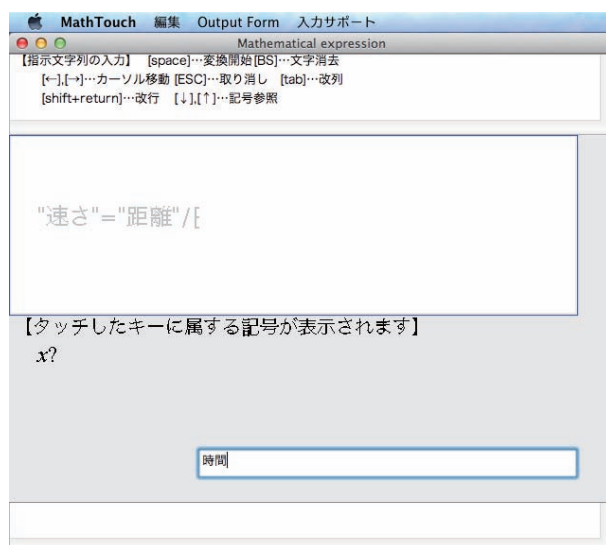 MathTouch 編集 Output Form 入力サポート
Mathematical expression
【指示文字列の入力】 [space]…変換開始[BS]…文字消去
[←],[→]…カーソル移動 [ESC]…取り消し [tab]…改列
[shift+return]…改行 [↓],[↑]…記号参照
"速さ"="距離"/[
【タッチしたキーに属する記号が表示されます】
x?
時間